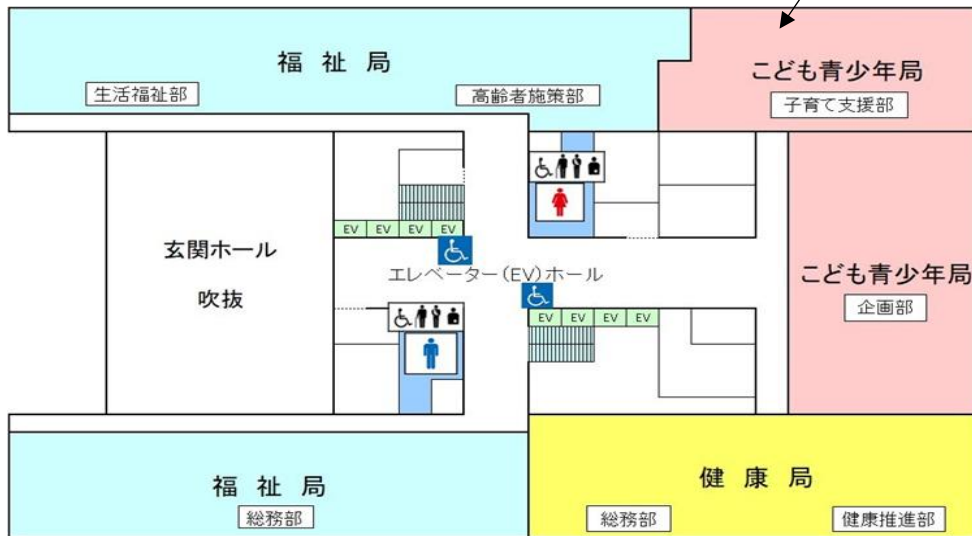 福祉局
生活福祉部
高齢者施策部
こども青少年局
子育て支援部
EV EV EV EV
玄関ホール
吹抜
エレベーター(EV)ホール
こども青少年局
企画部
EV EV EV EV
福祉局
総務部
健康局
総務部
健康推進部